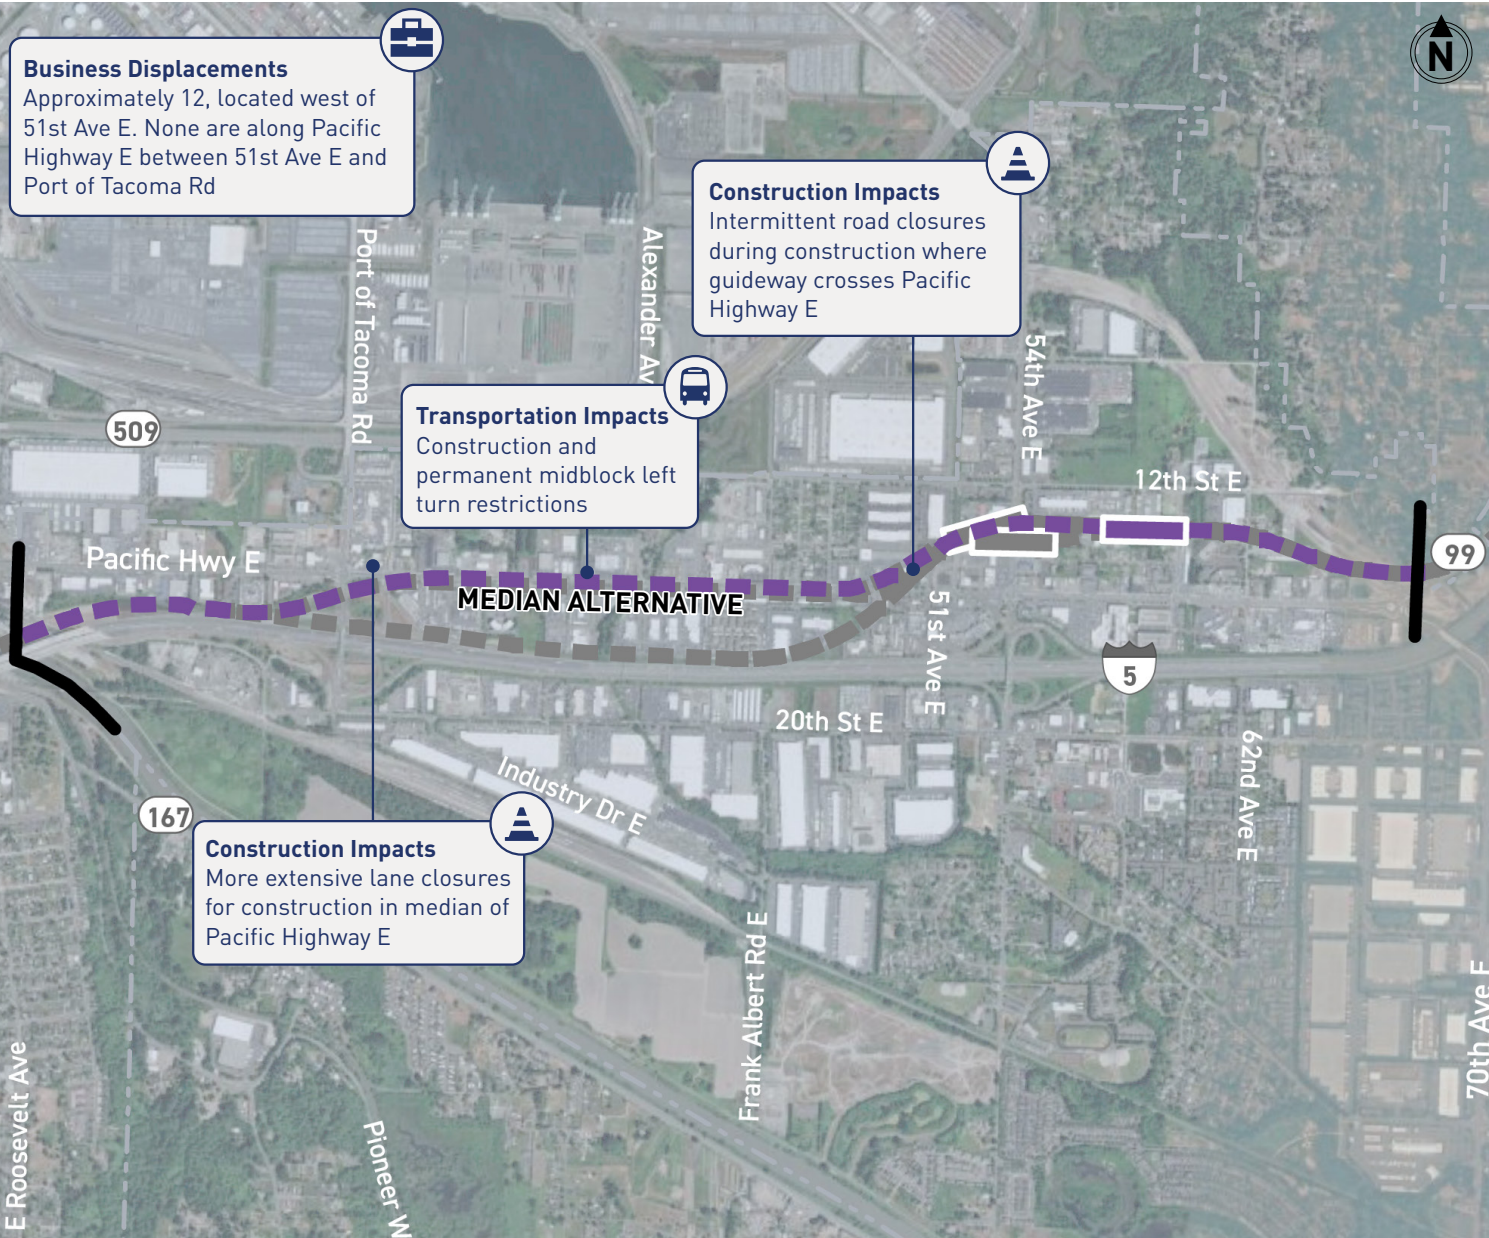 Business Displacements
Approximately 12, located west of
51st Ave E. None are along Pacific
Highway E between 51st Ave E and
Port of Tacoma Rd
N
Construction Impacts
Intermittent road closures
during construction where
guideway crosses Pacific
Highway E
Port of Tacoma Rd
Alexander Av
54th Ave E
Transportation Impacts
Construction and
permanent midblock left
turn restrictions
509
12th St E
Pacific Hwy E
99
MEDIAN ALTERNATIVE
51st Ave E
5
20th St E
62nd Ave E
Industry Dr E
167
Construction Impacts
More extensive lane closures
for construction in median of
Pacific Highway E
Frank Albert Rd E
70th Ave E
E Roosevelt Ave
Pioneer W